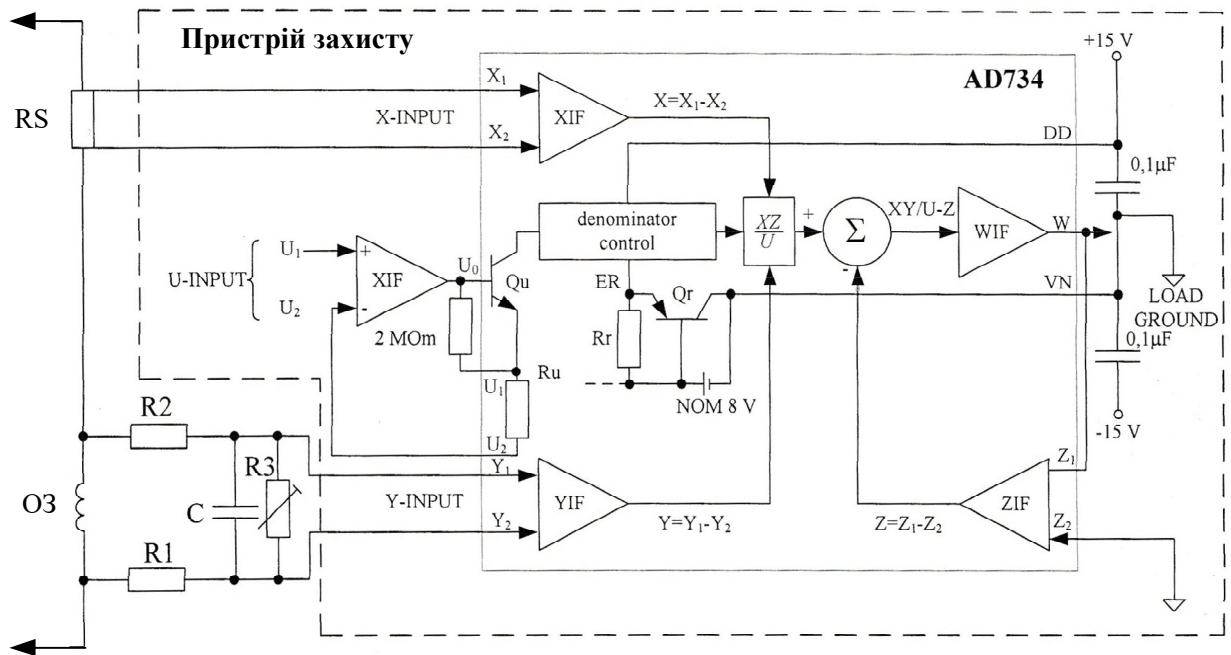 Пристрій захисту
+15 V
AD734
RS
X₁
X-INPUT
X₂
XIF
X=X₁-X₂
DD
0,1µF
denominator
control
XZ
U
+
Σ
-
XY/U-Z
WIF
W
U-INPUT
U₁
U₂
+
-
XIF
U₀
Qu
2 MOm
ER
Qr
Rr
VN
LOAD
GROUND
0,1µF
Ru
U₁
NOM 8 V
-15 V
U₂
R2
R3
C
ОЗ
R1
Y₁
Y-INPUT
Y₂
YIF
Y=Y₁-Y₂
Z=Z₁-Z₂
ZIF
Z₁
Z₂